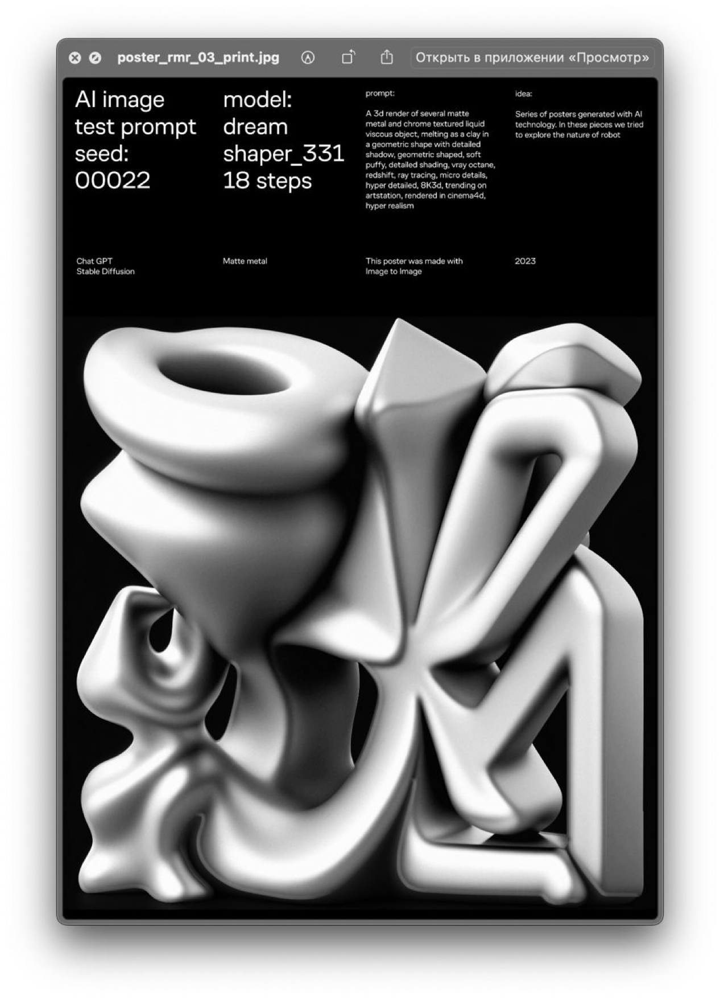 poster_rmr_03_print.jpg
Открыть в приложении «Просмотр»
AI image
test prompt
seed:
00022
model:
dream
shaper_331
18 steps
prompt:
A 3d render of several matte
metal and chrome textured liquid
viscous object, melting as a clay in
a geometric shape with detailed
shadow, geometric shaped, soft
puffy, detailed shading, vray octane,
redshift, ray tracing, micro details,
hyper detailed, 8K3d, trending on
artstation, rendered in cinema4d,
hyper realism
idea:
Series of posters generated with AI
technology. In these pieces we tried
to explore the nature of robot
Chat GPT
Stable Diffusion
Matte metal
This poster was made with
Image to Image
2023